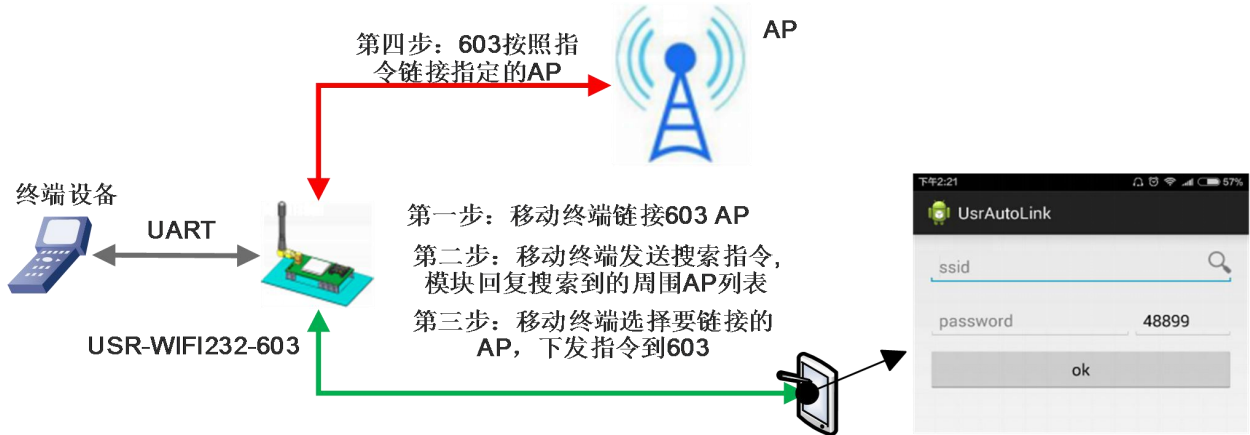 AP
第四步：603按照指
令链接指定的AP
终端设备
UART
USR-WIFI232-603
第一步：移动终端链接603 AP
第二步：移动终端发送搜索指令,
模块回复搜索到的周围AP列表
第三步：移动终端选择要链接的
AP，下发指令到603
下午2:21
57%
UsrAutoLink
ssid
password 48899
ok